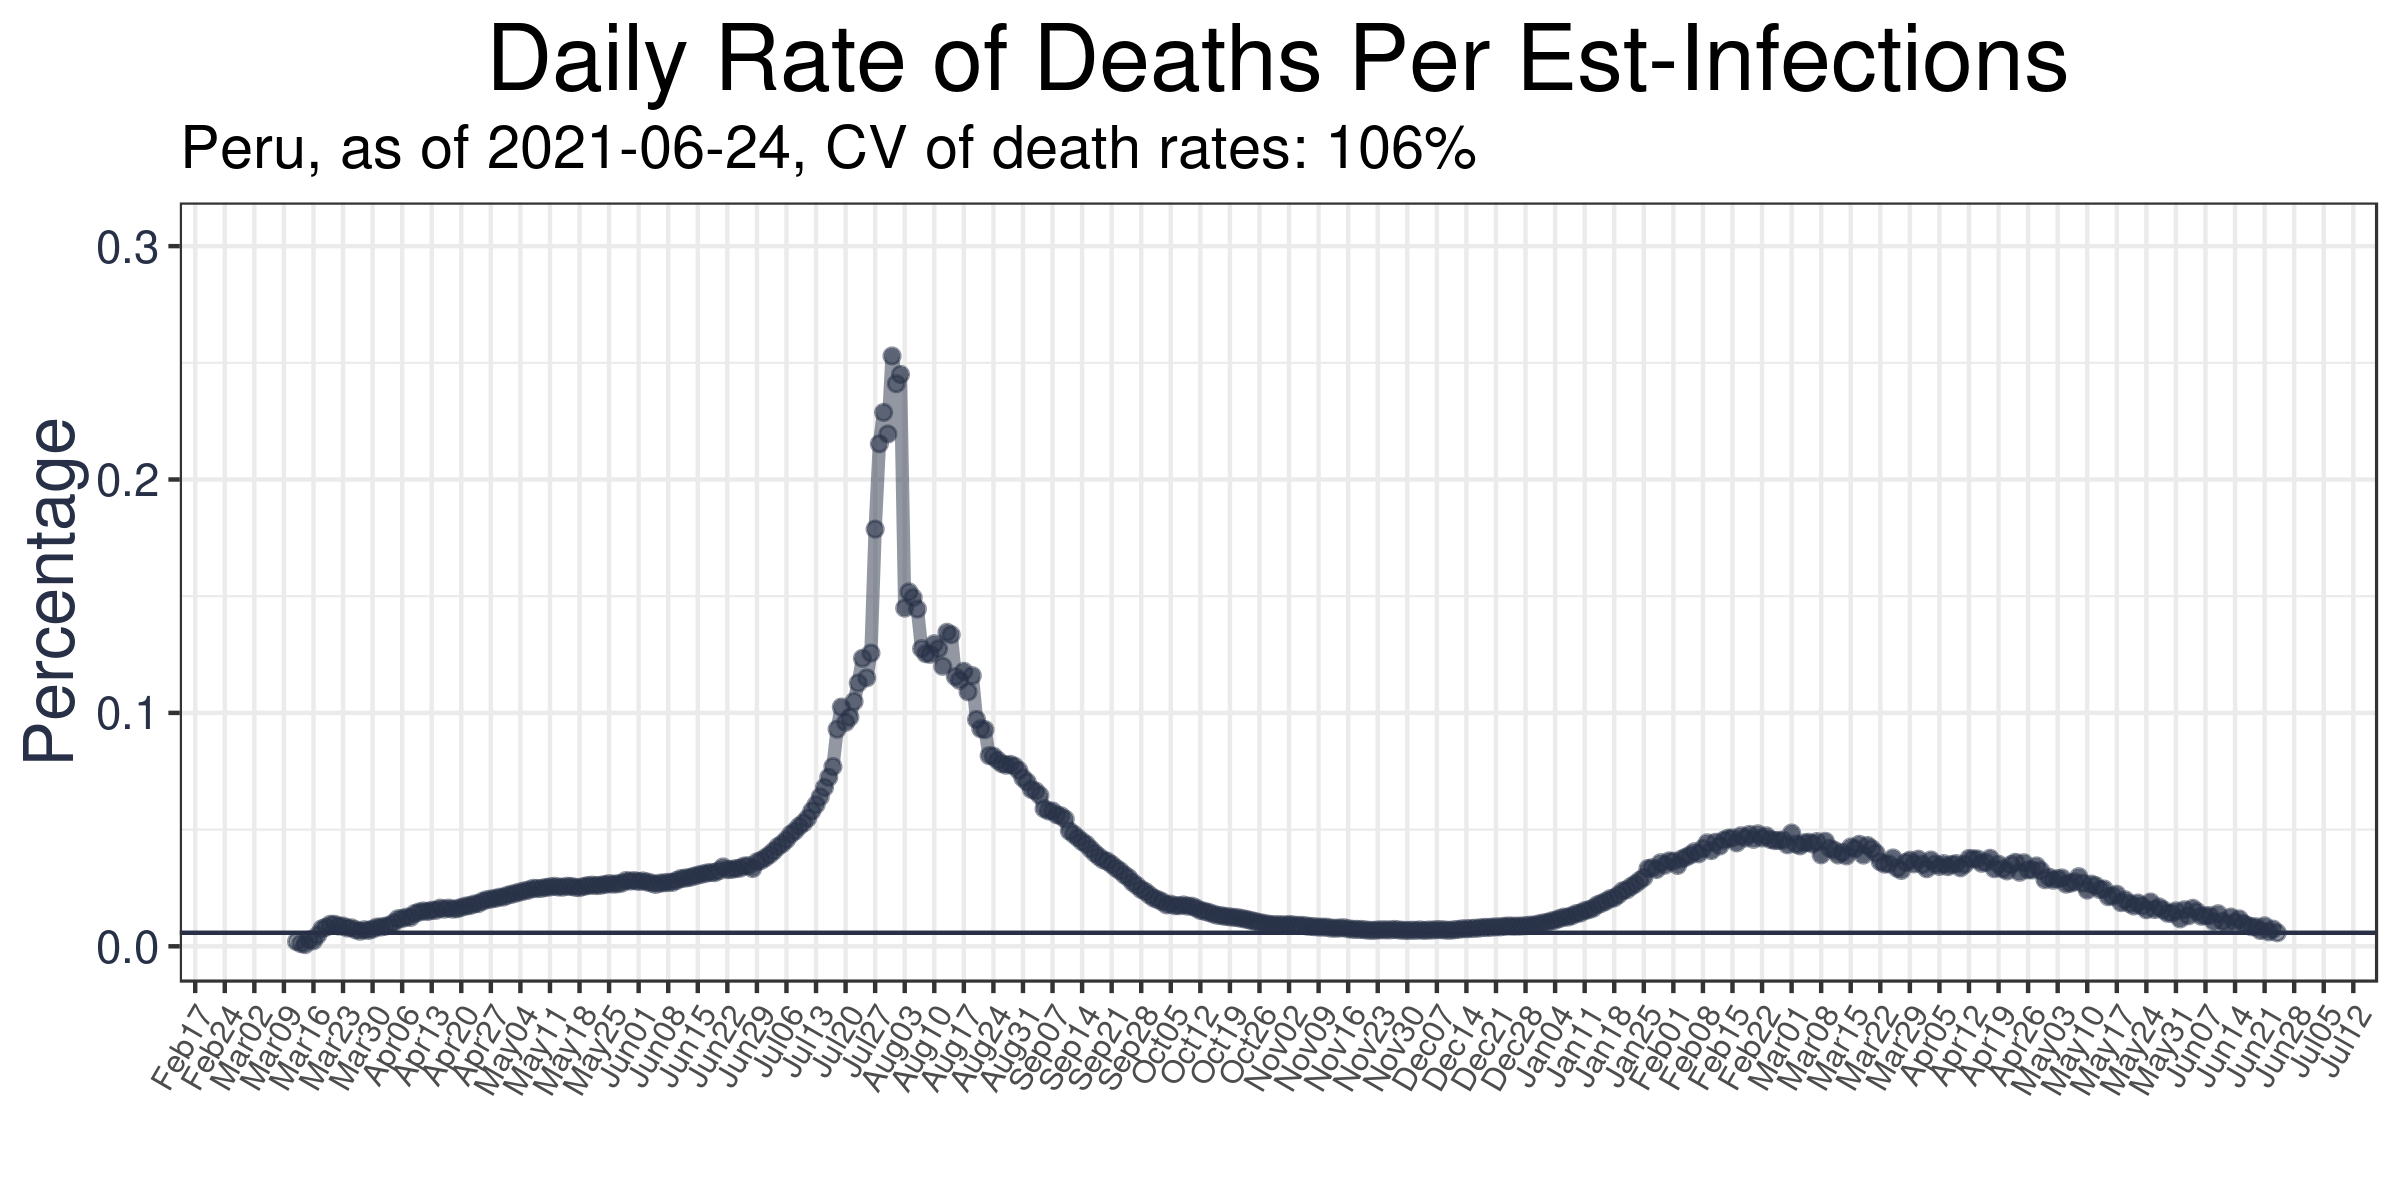 Daily Rate of Deaths Per Est-Infections
Peru, as of 2021-06-24, CV of death rates: 106%
Percentage
0.3
0.2
0.1
0.0
Feb17
Feb24
Mar02
Mar09
Mar16
Mar23
Mar30
Apr06
Apr13
Apr20
Apr27
May04
May11
May18
May25
Jun01
Jun08
Jun15
Jun22
Jun29
Jul06
Jul13
Jul20
Jul27
Aug03
Aug10
Aug17
Aug24
Aug31
Sep07
Sep14
Sep21
Sep28
Oct05
Oct12
Oct19
Oct26
Nov02
Nov09
Nov16
Nov23
Nov30
Dec07
Dec14
Dec21
Dec28
Jan04
Jan11
Jan18
Jan25
Feb01
Feb08
Feb15
Feb22
Mar01
Mar08
Mar15
Mar22
Mar29
Apr05
Apr12
Apr19
Apr26
May03
May10
May17
May24
May31
Jun07
Jun14
Jun21
Jun28
Jul05
Jul12